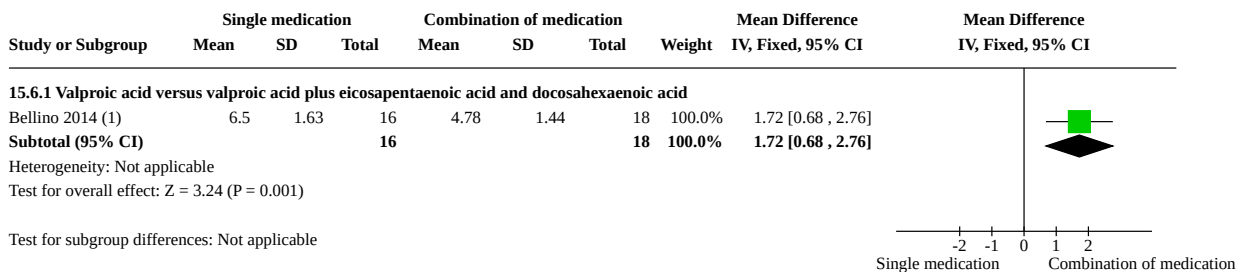 Single medication Combination of medication Mean Difference Mean Difference
Study or Subgroup Mean SD Total Mean SD Total Weight IV, Fixed, 95% CI IV, Fixed, 95% CI
15.6.1 Valproic acid versus valproic acid plus eicosapentaenoic acid and docosahexaenoic acid
Bellino 2014 (1) 6.5 1.63 16 4.78 1.44 18 100.0% 1.72 [0.68 , 2.76]
Subtotal (95% CI) 16 18 100.0% 1.72 [0.68 , 2.76]
Heterogeneity: Not applicable
Test for overall effect: Z = 3.24 (P = 0.001)
Test for subgroup differences: Not applicable
-2 -1 0 1 2
Single medication Combination of medication